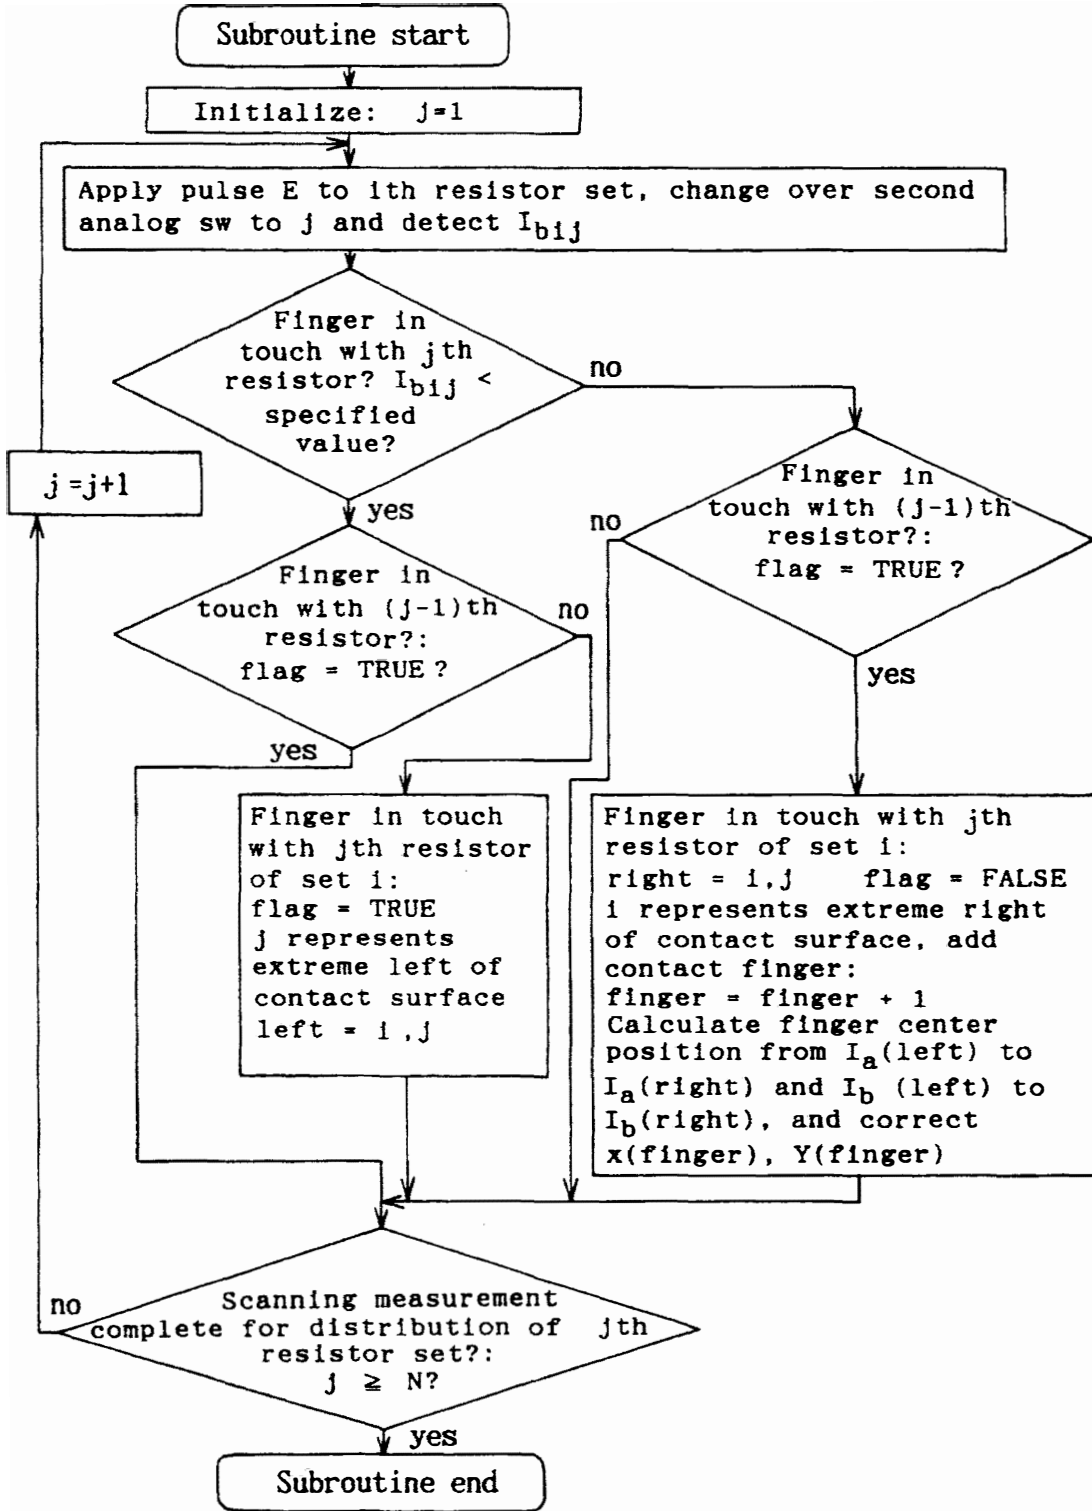 Subroutine start
Initialize: j=1
Apply pulse E to ith resistor set, change over second
analog sw to j and detect I_bij
Finger in
touch with jth
resistor? I_bij <
specified
value?
no
yes
j=j+1
Finger in
touch with (j-1)th
resistor?:
flag = TRUE?
no
yes
Finger in
touch with (j-1)th
resistor?:
flag = TRUE?
no
yes
Finger in touch
with jth resistor
of set i:
flag = TRUE
j represents
extreme left of
contact surface
left = i,j
Finger in touch with jth
resistor of set i:
right = i,j flag = FALSE
i represents extreme right
of contact surface, add
contact finger:
finger = finger + 1
Calculate finger center
position from I_a(left) to
I_a(right) and I_b (left) to
I_b(right), and correct
x(finger), Y(finger)
no
Scanning measurement
complete for distribution of jth
resistor set?:
j ≧ N?
yes
Subroutine end